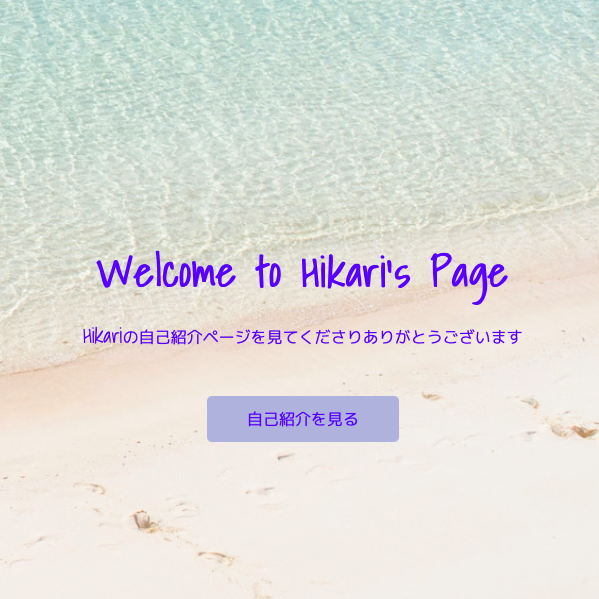 Welcome to Hikari's Page
Hikariの自己紹介ページを見てくださりありがとうございます
自己紹介を見る